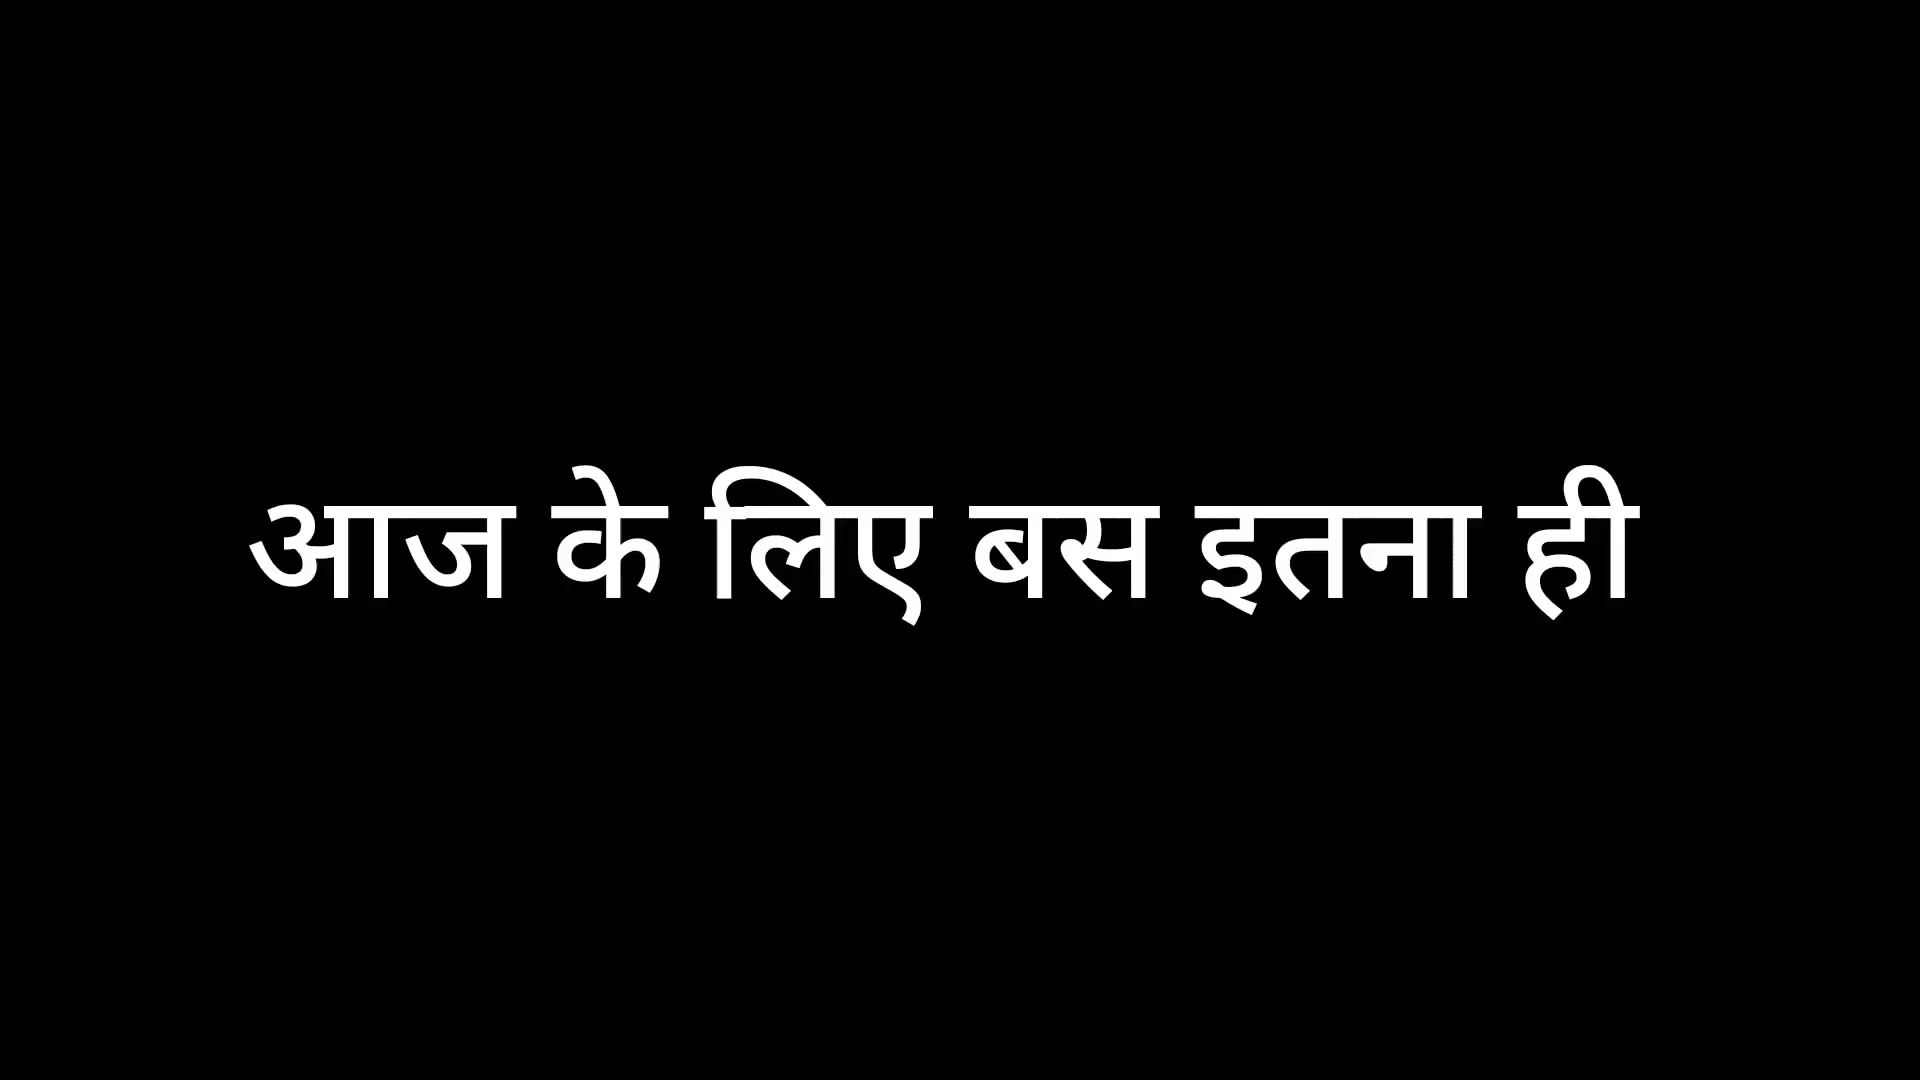 आज के लिए बस इतना ही